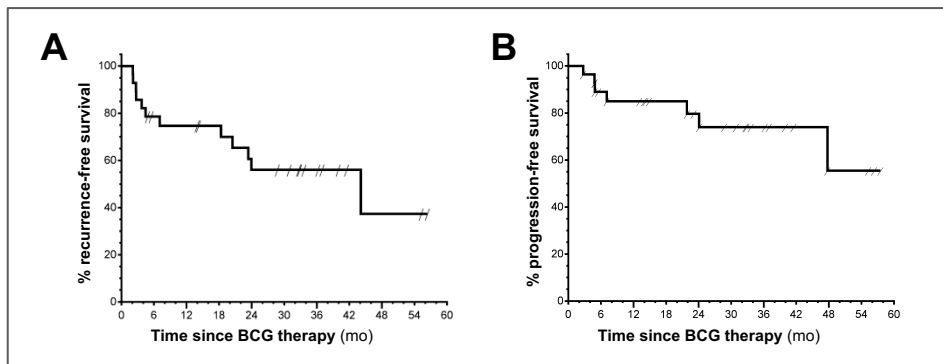 A
% recurrence-free survival
100
80
60
40
20
0
0 6 12 18 24 30 36 42 48 54 60
Time since BCG therapy (mo)
B
% progression-free survival
100
80
60
40
20
0
0 6 12 18 24 30 36 42 48 54 60
Time since BCG therapy (mo)